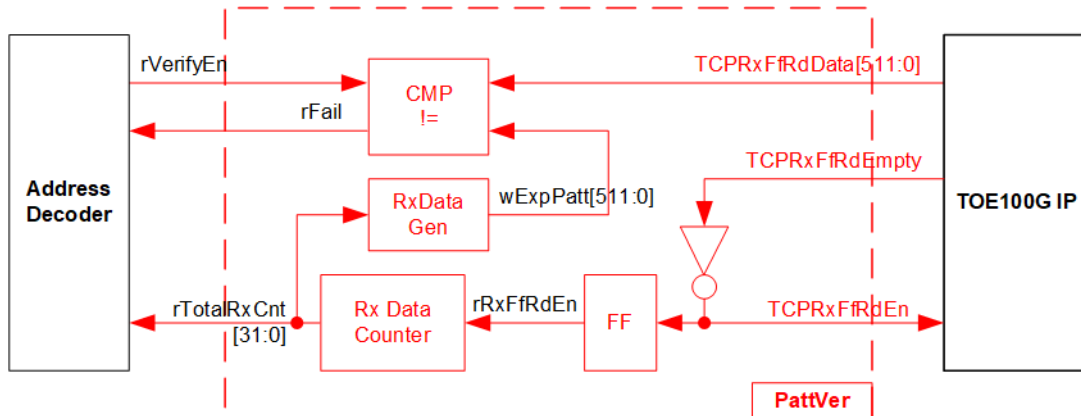 rVerifyEn
TCPRxFfRdData[511:0]
CMP
!=
rFail
TCPRxFfRdEmpty
Address
Decoder
RxData
Gen
wExpPatt[511:0]
TOE100G IP
rTotalRxCnt
[31:0]
Rx Data
Counter
rRxFfRdEn
FF
TCPRxFfRdEn
PattVer